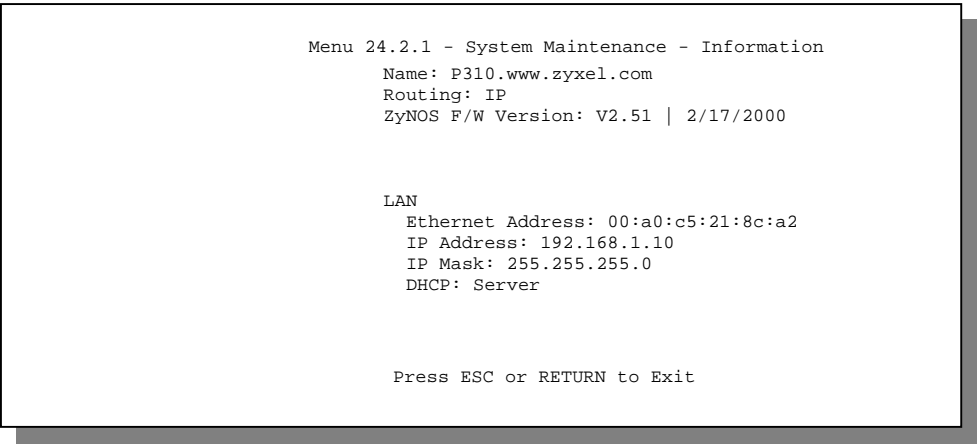 Menu 24.2.1 - System Maintenance - Information
Name: P310.www.zyxel.com
Routing: IP
ZyNOS F/W Version: V2.51 | 2/17/2000
LAN
Ethernet Address: 00:a0:c5:21:8c:a2
IP Address: 192.168.1.10
IP Mask: 255.255.255.0
DHCP: Server
Press ESC or RETURN to Exit